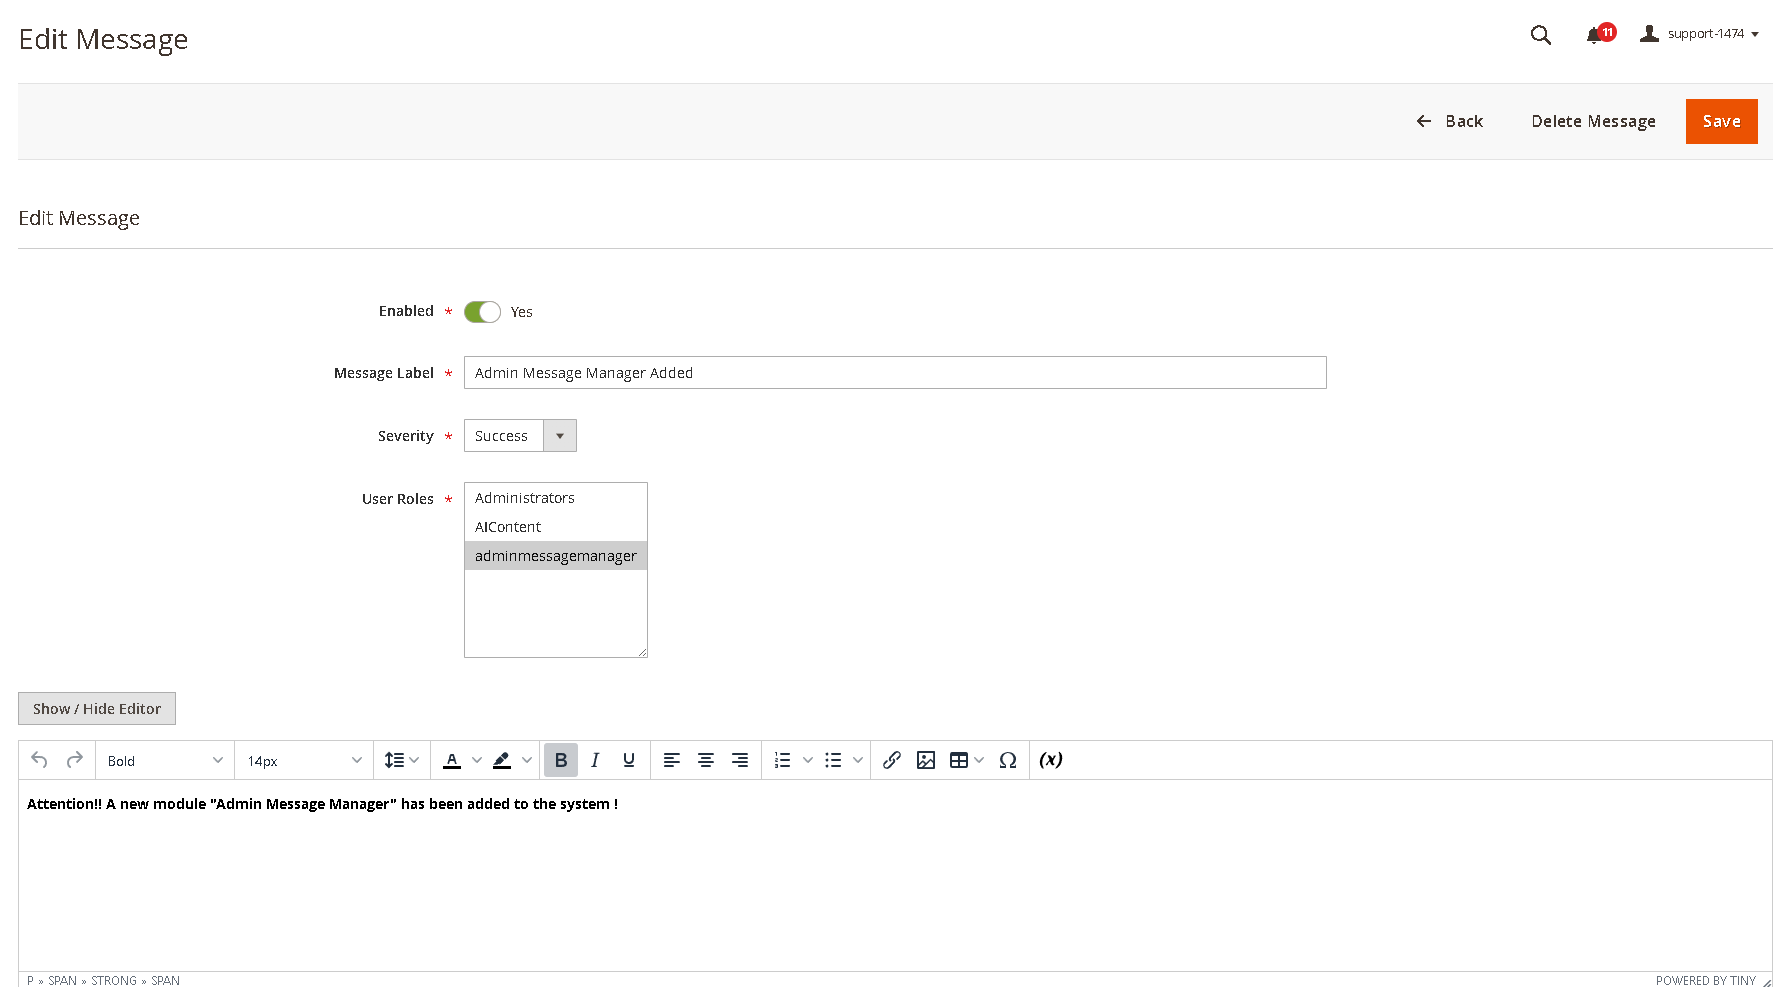 Edit Message
11
support-1474
Back
Delete Message
Save
Edit Message
Enabled *
Yes
Message Label *
Admin Message Manager Added
Severity *
Success
User Roles *
Administrators
AIContent
adminmessagemanager
Show / Hide Editor
Bold
14px
A
B
I
U
Ω
(x)
Attention!! A new module "Admin Message Manager" has been added to the system !
P » SPAN » STRONG » SPAN
POWERED BY TINY